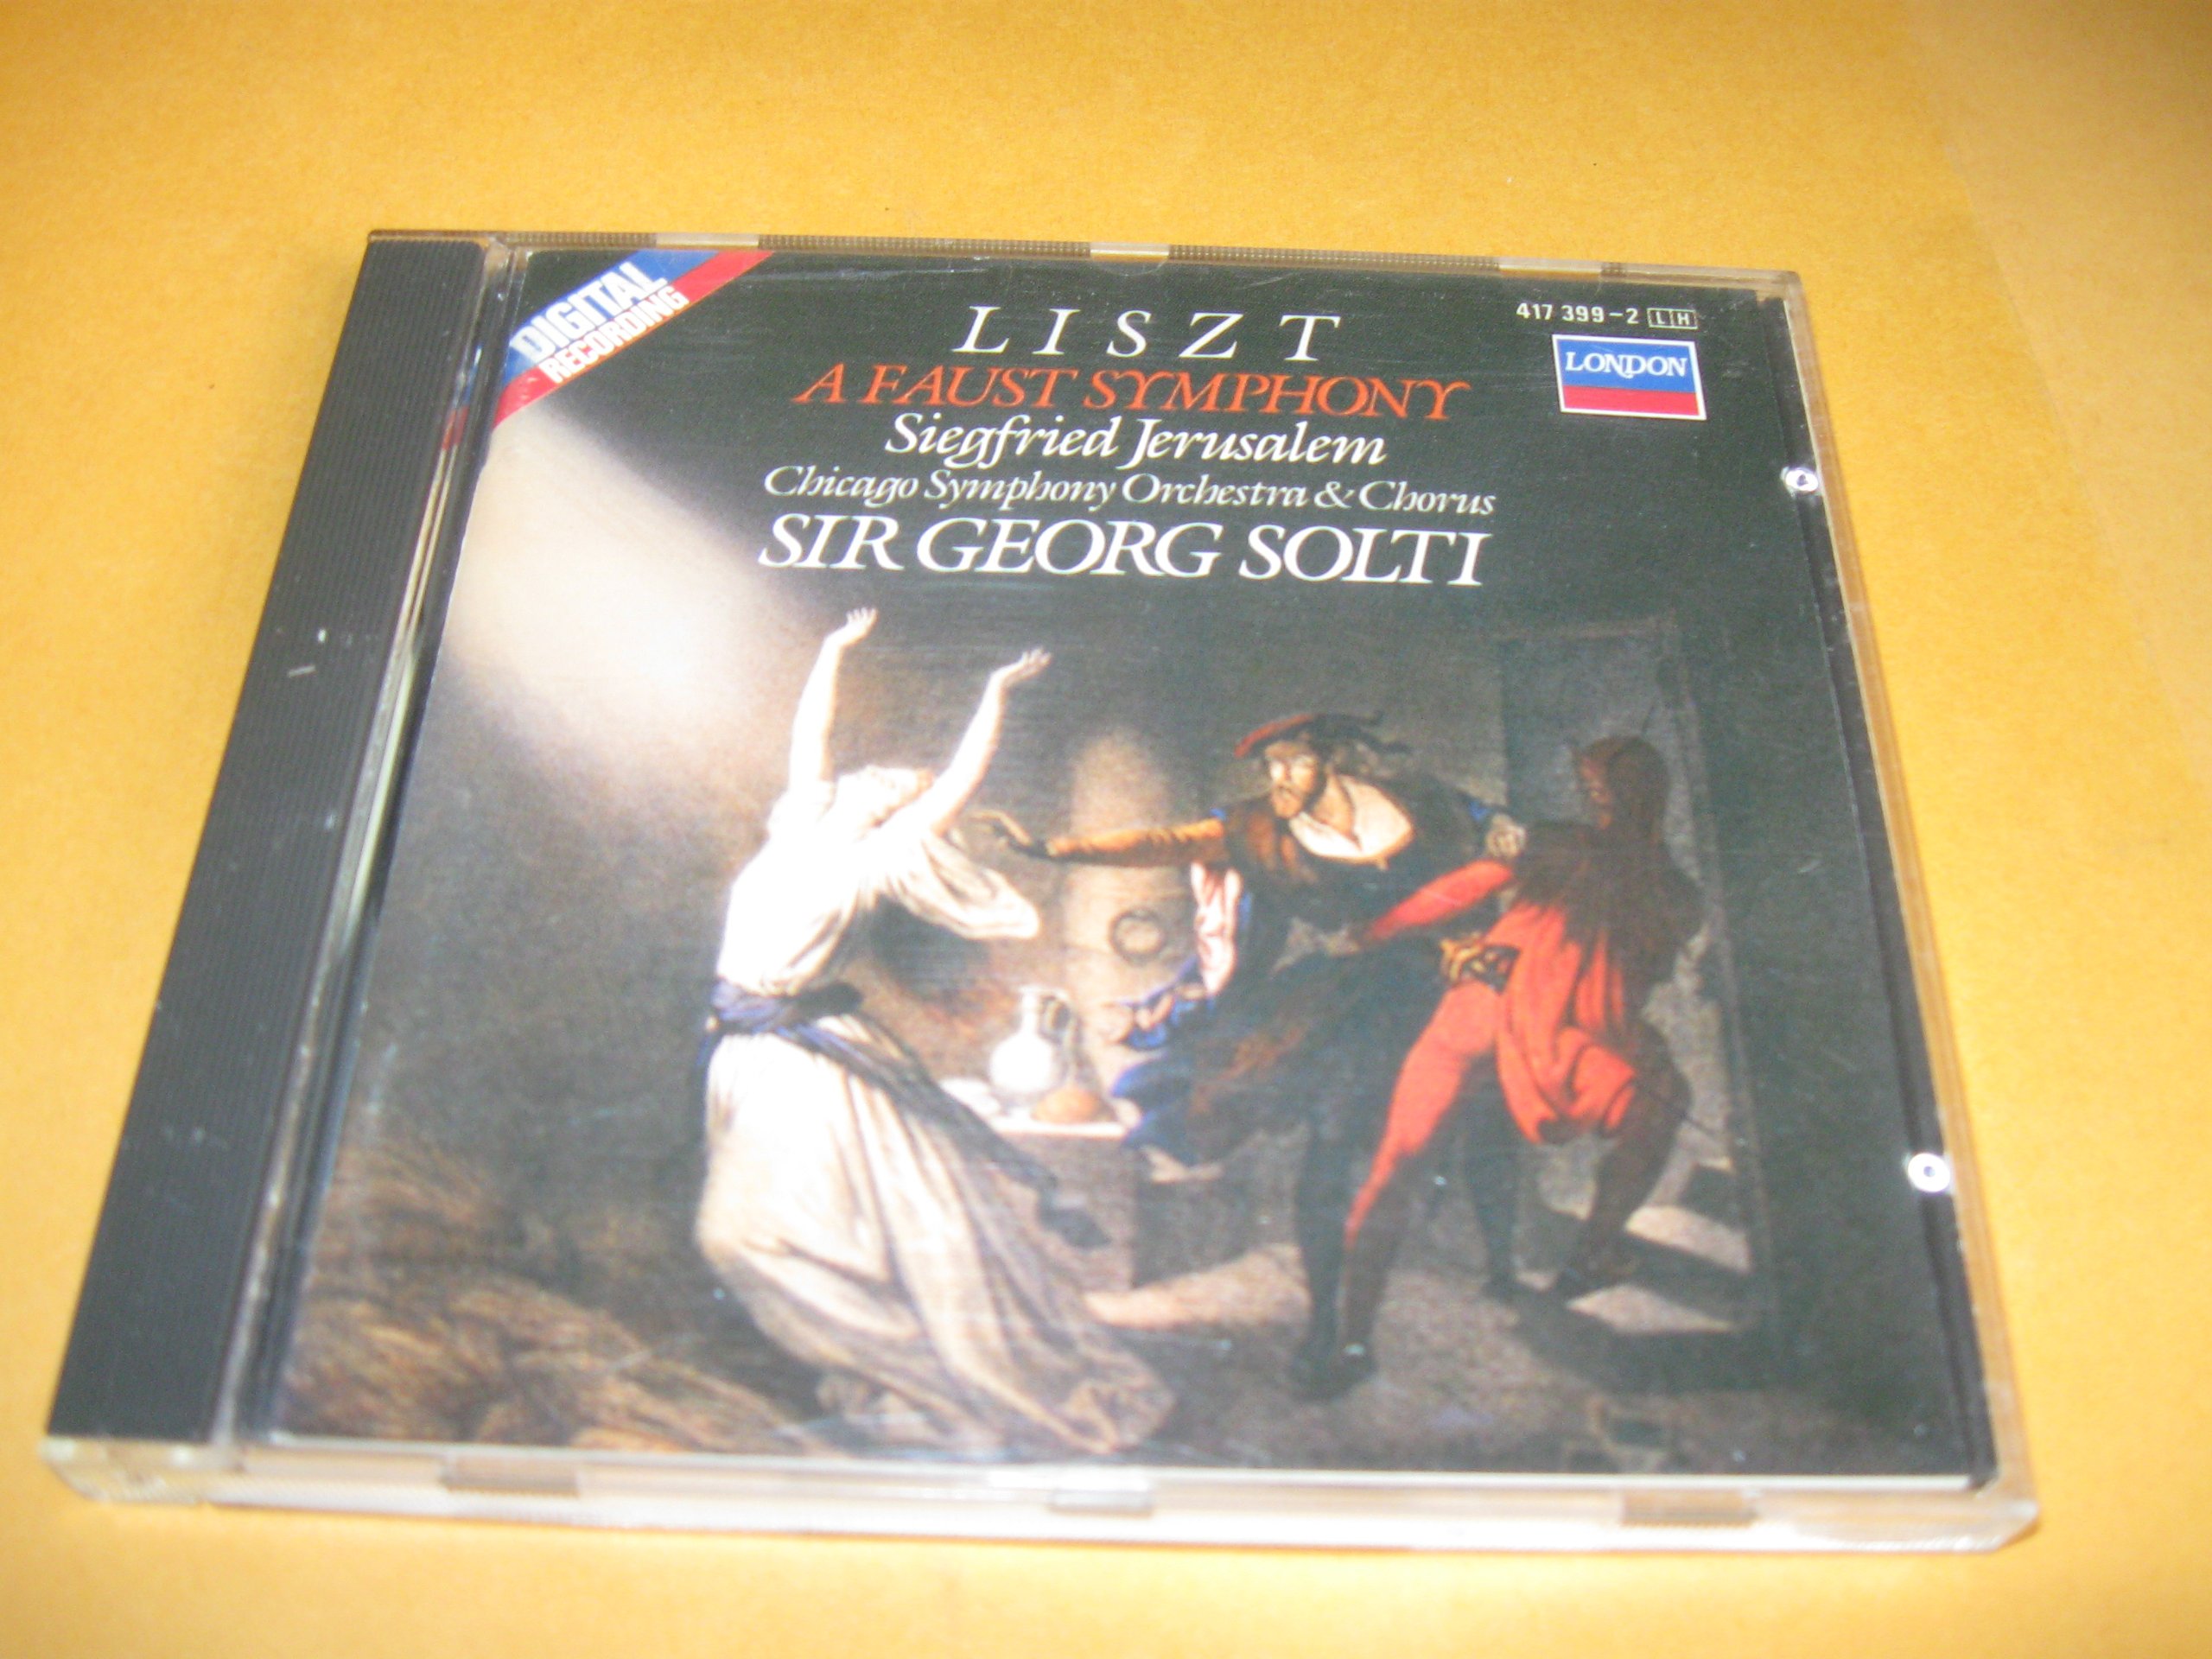 DIGITAL
RECORDING
LISZT
A FAUST SYMPHONY
Siegfried Jerusalem
Chicago Symphony Orchestra & Chorus
SIR GEORG SOLTI
417 399-2 LH
LONDON